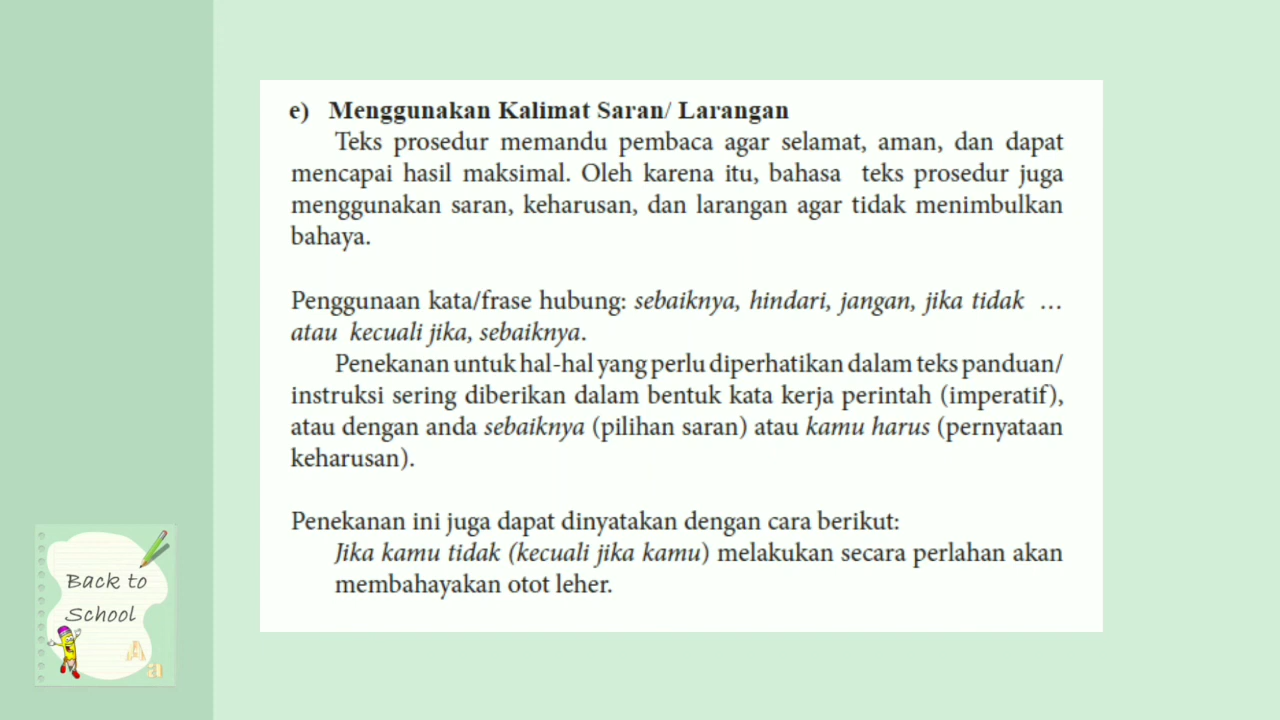 e) Menggunakan Kalimat Saran/ Larangan
Teks prosedur memandu pembaca agar selamat, aman, dan dapat
mencapai hasil maksimal. Oleh karena itu, bahasa teks prosedur juga
menggunakan saran, keharusan, dan larangan agar tidak menimbulkan
bahaya.
Penggunaan kata/frase hubung: sebaiknya, hindari, jangan, jika tidak …
atau kecuali jika, sebaiknya.
Penekanan untuk hal-hal yang perlu diperhatikan dalam teks panduan/
instruksi sering diberikan dalam bentuk kata kerja perintah (imperatif),
atau dengan anda sebaiknya (pilihan saran) atau kamu harus (pernyataan
keharusan).
Penekanan ini juga dapat dinyatakan dengan cara berikut:
Jika kamu tidak (kecuali jika kamu) melakukan secara perlahan akan
membahayakan otot leher.
Back to
School
A
a